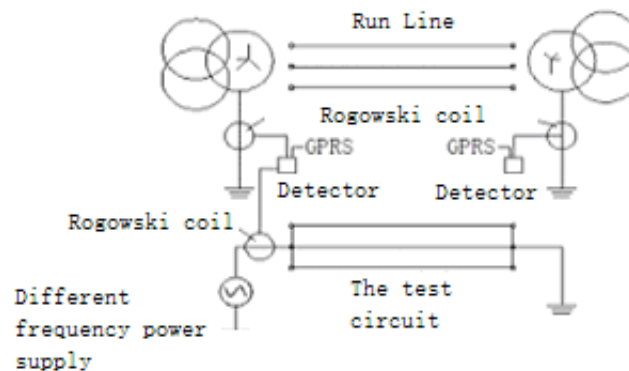 Run Line
Rogowski coil
GPRS
GPRS
Detector
Detector
Rogowski coil
Different
frequency power
supply
The test
circuit